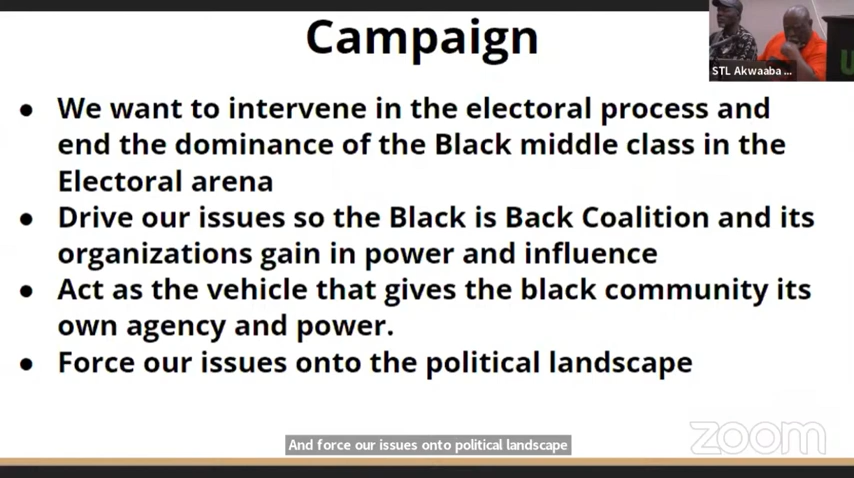 Campaign
STL Akwaaba ...
● We want to intervene in the electoral process and
end the dominance of the Black middle class in the
Electoral arena
● Drive our issues so the Black is Back Coalition and its
organizations gain in power and influence
● Act as the vehicle that gives the black community its
own agency and power.
● Force our issues onto the political landscape
And force our issues onto political landscape
zoom